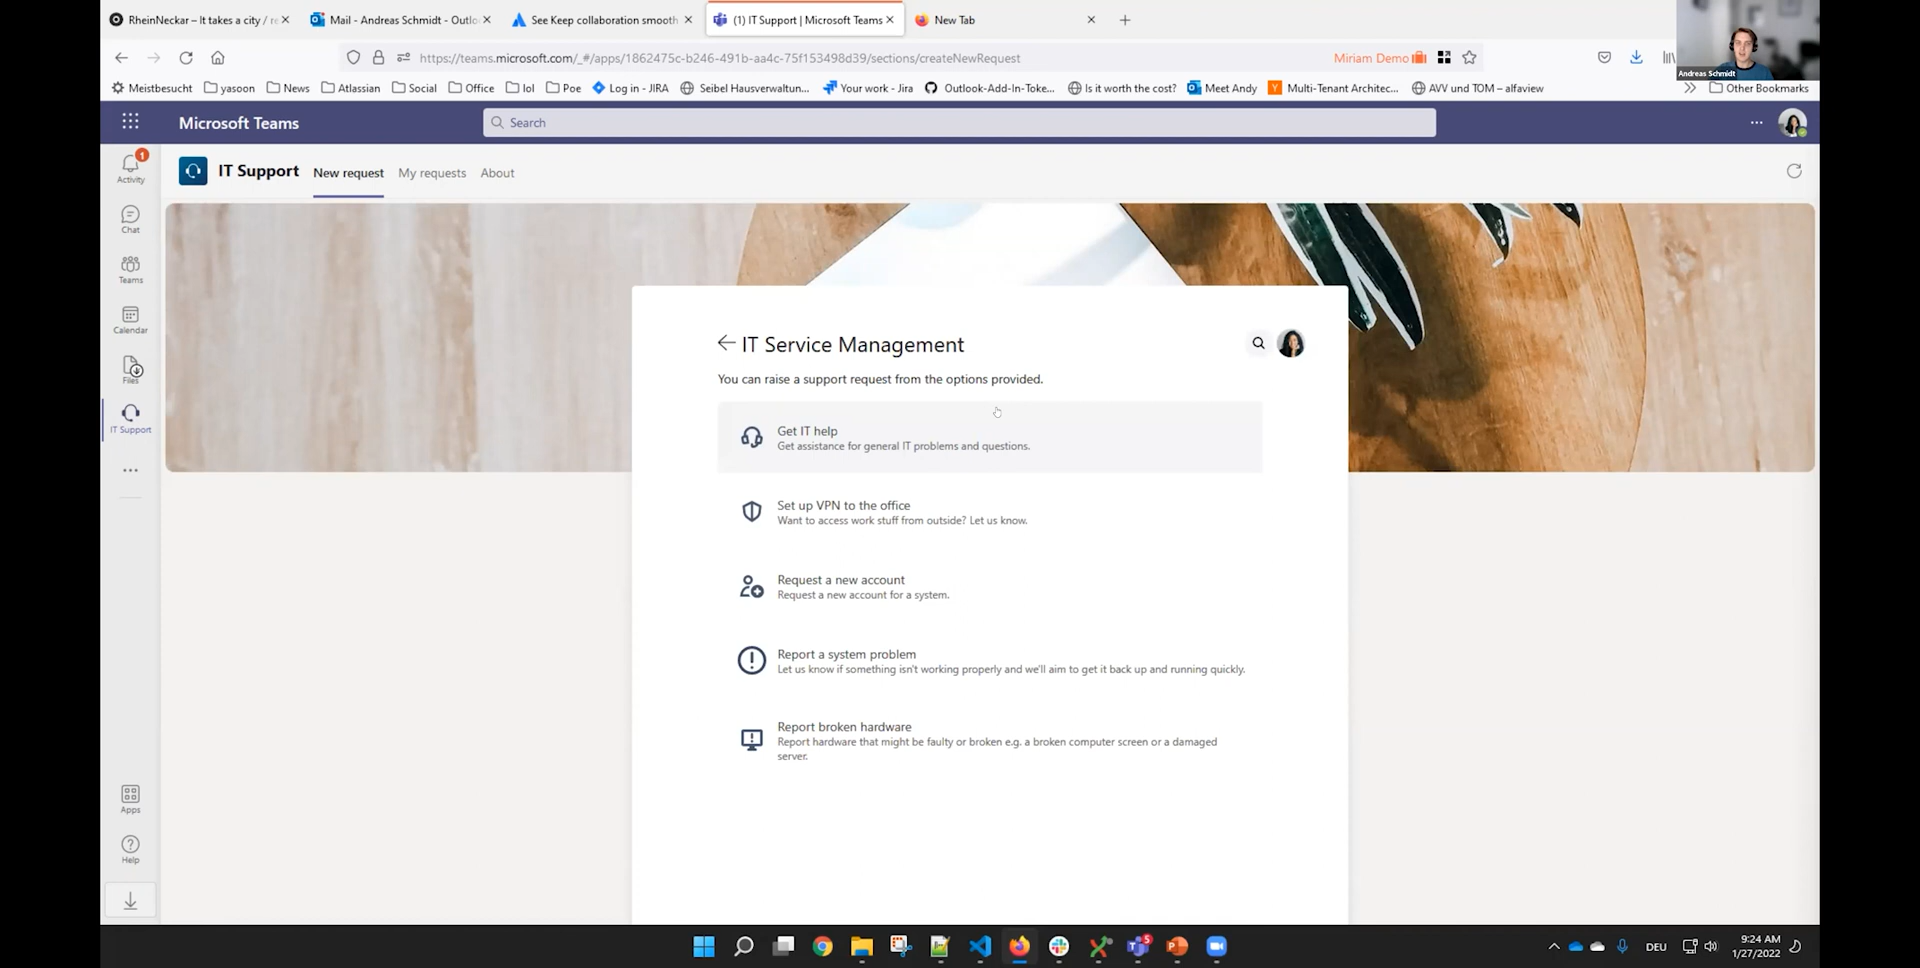 RheinNeckar – It takes a city / re
Mail - Andreas Schmidt - Outlo
See Keep collaboration smooth
(1) IT Support | Microsoft Teams
New Tab
https://teams.microsoft.com/_#/apps/1862475c-b246-491b-aa4c-75f153498d39/sections/createNewRequest
Miriam Demo
Andreas Schmidt
Meistbesucht
yasoon
News
Atlassian
Social
Office
lol
Poe
Log in - JIRA
Seibel Hausverwaltun...
Your work - Jira
Outlook-Add-In-Toke...
Is it worth the cost?
Meet Andy
Multi-Tenant Architec...
AVV und TOM – alfaview
Other Bookmarks
Microsoft Teams
Search
IT Support
New request
My requests
About
1
Activity
Chat
Teams
Calendar
Files
IT Support
Apps
Help
IT Service Management
You can raise a support request from the options provided.
Get IT help
Get assistance for general IT problems and questions.
Set up VPN to the office
Want to access work stuff from outside? Let us know.
Request a new account
Request a new account for a system.
Report a system problem
Let us know if something isn't working properly and we'll aim to get it back up and running quickly.
Report broken hardware
Report hardware that might be faulty or broken e.g. a broken computer screen or a damaged
server.
5
DEU
9:24 AM
1/27/2022